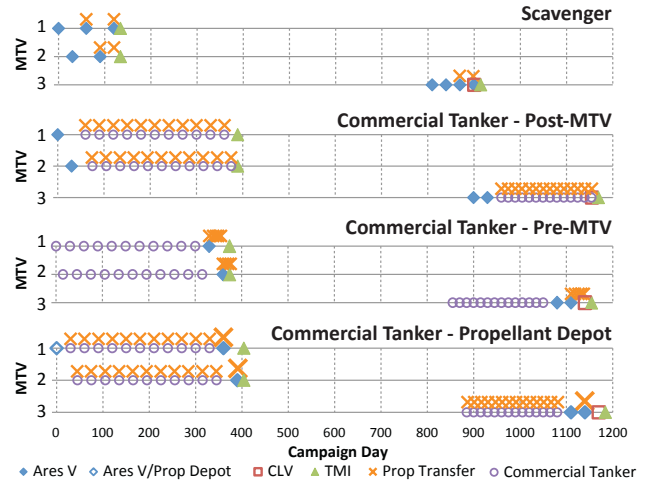 Scavenger
MTV
1
2
3
Commercial Tanker - Post-MTV
MTV
1
2
3
Commercial Tanker - Pre-MTV
MTV
1
2
3
Commercial Tanker - Propellant Depot
MTV
1
2
3
0 100 200 300 400 500 600 700 800 900 1000 1100 1200
Campaign Day
Ares V Ares V/Prop Depot CLV TMI Prop Transfer Commercial Tanker